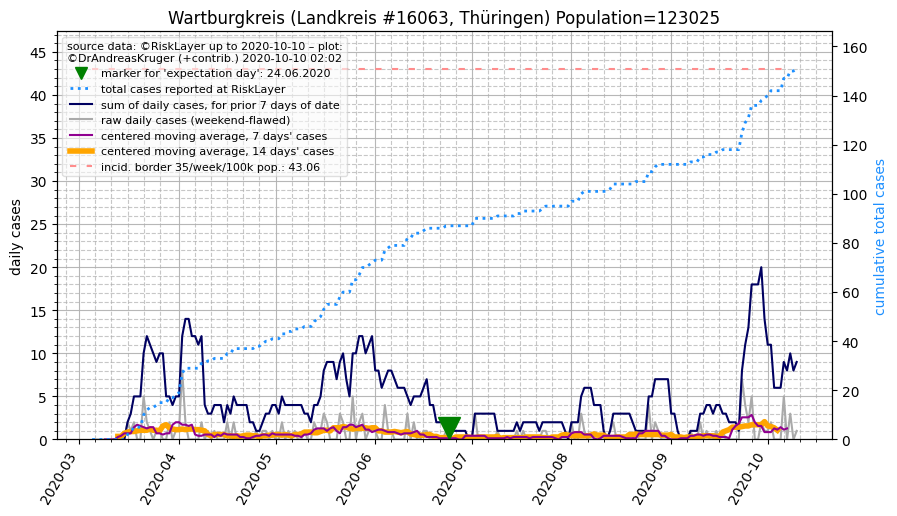 Wartburgkreis (Landkreis #16063, Thüringen) Population=123025
source data: ©RiskLayer up to 2020-10-10 – plot:
©DrAndreasKruger (+contrib.) 2020-10-10 02:02
marker for 'expectation day': 24.06.2020
total cases reported at RiskLayer
sum of daily cases, for prior 7 days of date
raw daily cases (weekend-flawed)
centered moving average, 7 days' cases
centered moving average, 14 days' cases
incid. border 35/week/100k pop.: 43.06
daily cases
45
40
35
30
25
20
15
10
5
0
cumulative total cases
160
140
120
100
80
60
40
20
0
2020-03
2020-04
2020-05
2020-06
2020-07
2020-08
2020-09
2020-10